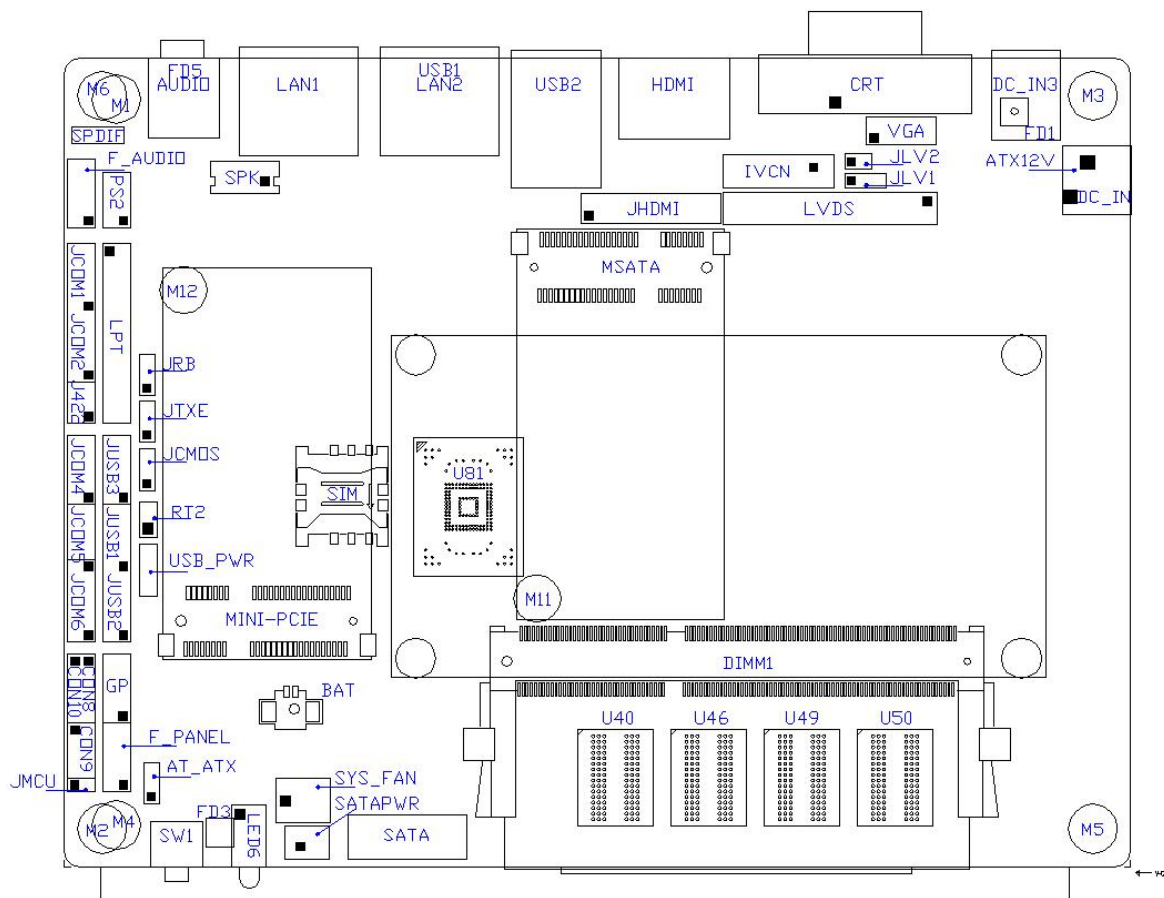 FD5
AUDIO
LAN1
USB1
LAN2
USB2
HDMI
CRT
DC_IN3
FD1
M3
M6
M1
SPDIF
F_AUDIO
PS2
SPK
VGA
JLV2
JLV1
IVCN
ATX12V
DC_IN
JHDMI
LVDS
MSATA
JCOM1
JCOM2
J422
LPT
M12
JRB
JTXE
JCMOS
RT2
USB_PWR
JCOM4
JCOM5
JCOM6
JUSB3
JUSB1
JUSB2
SIM
U81
M11
MINI-PCIE
DIMM1
CON10
CON8
CON9
GP
F_PANEL
BAT
U40
U46
U49
U50
JMCU
AT_ATX
SYS_FAN
SATAPWR
FD3
M2
M4
SW1
LED6
SATA
M5